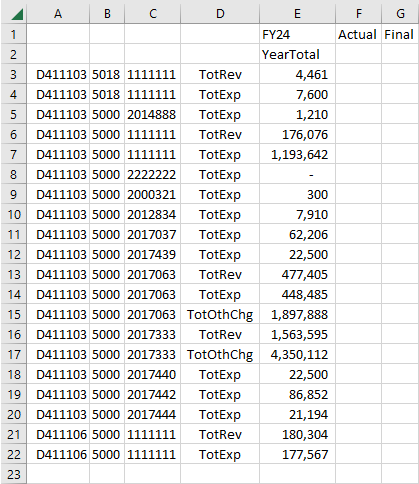 A B C D E F G
1 FY24 Actual Final
2 YearTotal
3 D411103 5018 1111111 TotRev 4,461
4 D411103 5018 1111111 TotExp 7,600
5 D411103 5000 2014888 TotExp 1,210
6 D411103 5000 1111111 TotRev 176,076
7 D411103 5000 1111111 TotExp 1,193,642
8 D411103 5000 2222222 TotExp -
9 D411103 5000 2000321 TotExp 300
10 D411103 5000 2012834 TotExp 7,910
11 D411103 5000 2017037 TotExp 62,206
12 D411103 5000 2017439 TotExp 22,500
13 D411103 5000 2017063 TotRev 477,405
14 D411103 5000 2017063 TotExp 448,485
15 D411103 5000 2017063 TotOthChg 1,897,888
16 D411103 5000 2017333 TotRev 1,563,595
17 D411103 5000 2017333 TotOthChg 4,350,112
18 D411103 5000 2017440 TotExp 22,500
19 D411103 5000 2017442 TotExp 86,852
20 D411103 5000 2017444 TotExp 21,194
21 D411106 5000 1111111 TotRev 180,304
22 D411106 5000 1111111 TotExp 177,567
23